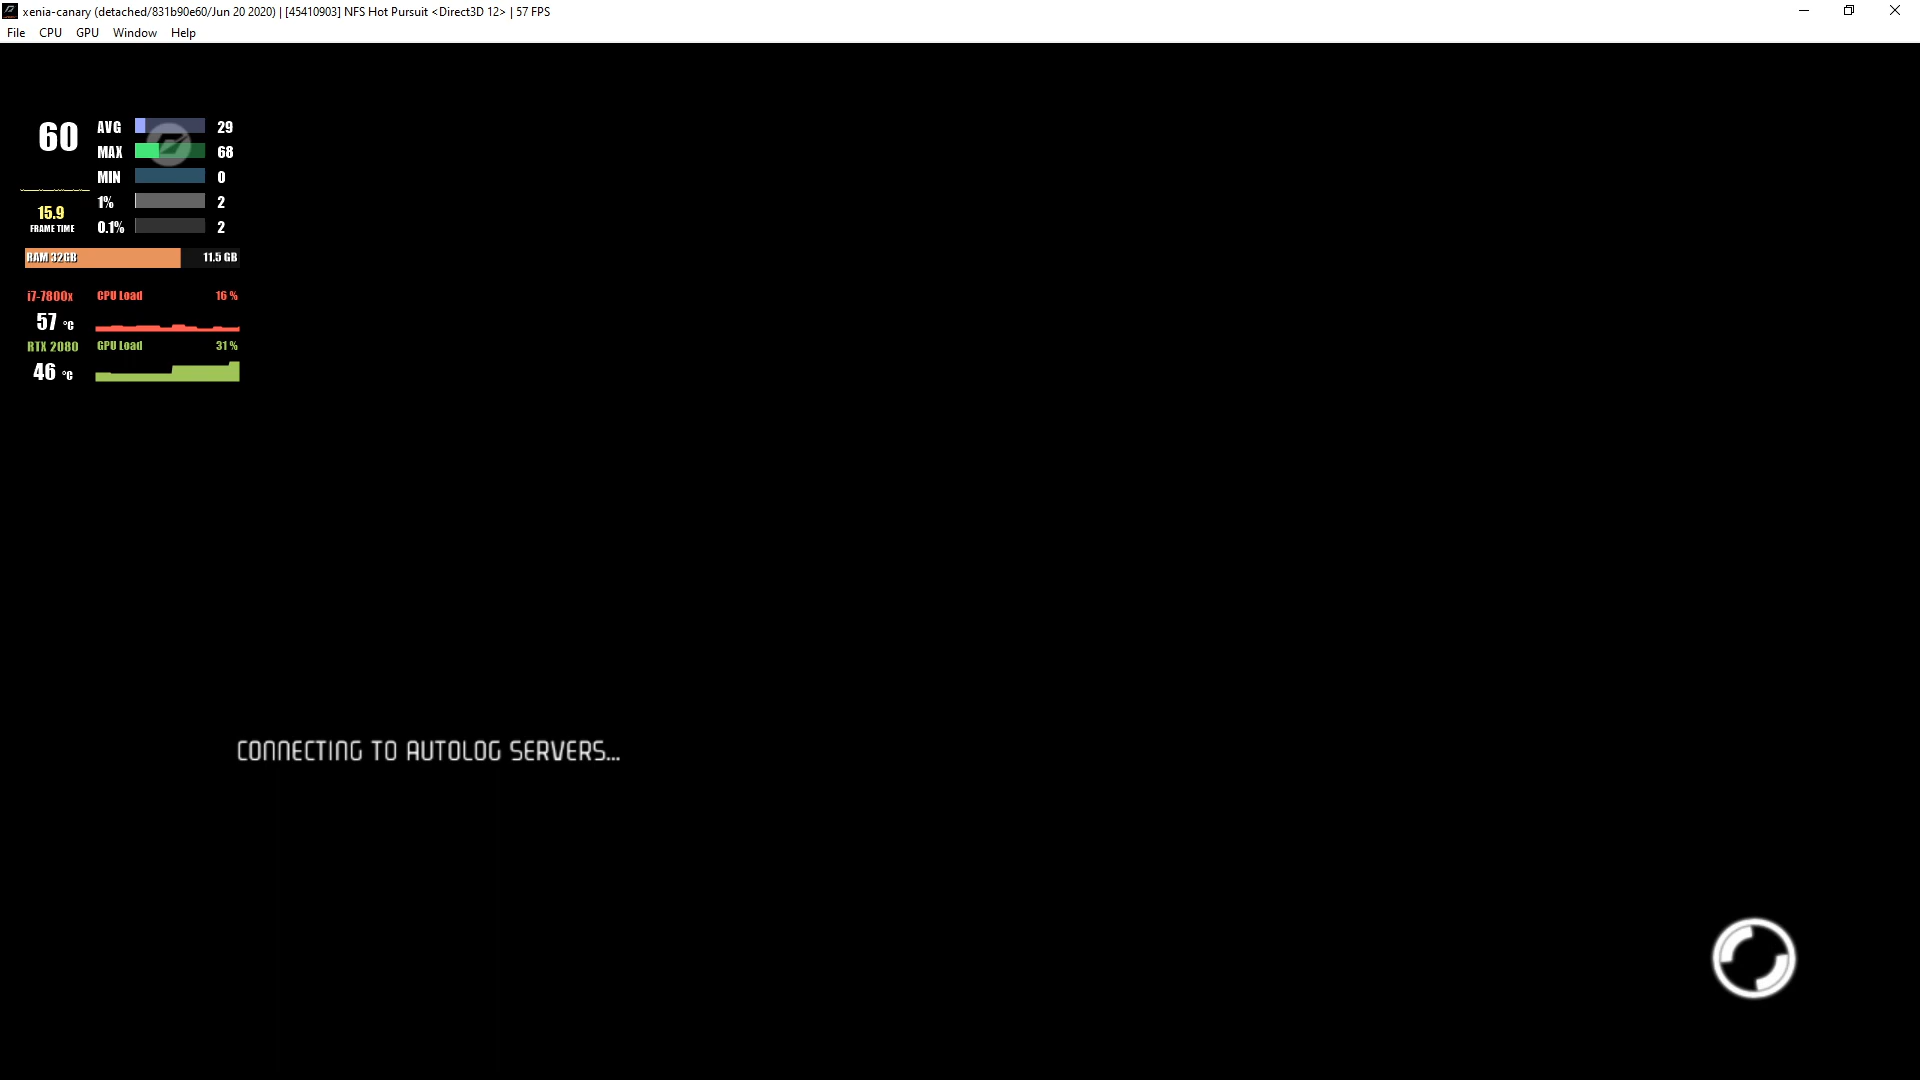 xenia-canary (detached/831b90e60/Jun 20 2020) | [45410903] NFS Hot Pursuit <Direct3D 12> | 57 FPS
File CPU GPU Window Help
60
AVG 29
MAX 68
MIN 0
1% 2
0.1% 2
15.9
FRAME TIME
RAM 32GB 11.5 GB
i7-7800x CPU Load 16 %
57 °C
RTX 2080 GPU Load 31 %
46 °C
CONNECTING TO AUTOLOG SERVERS...